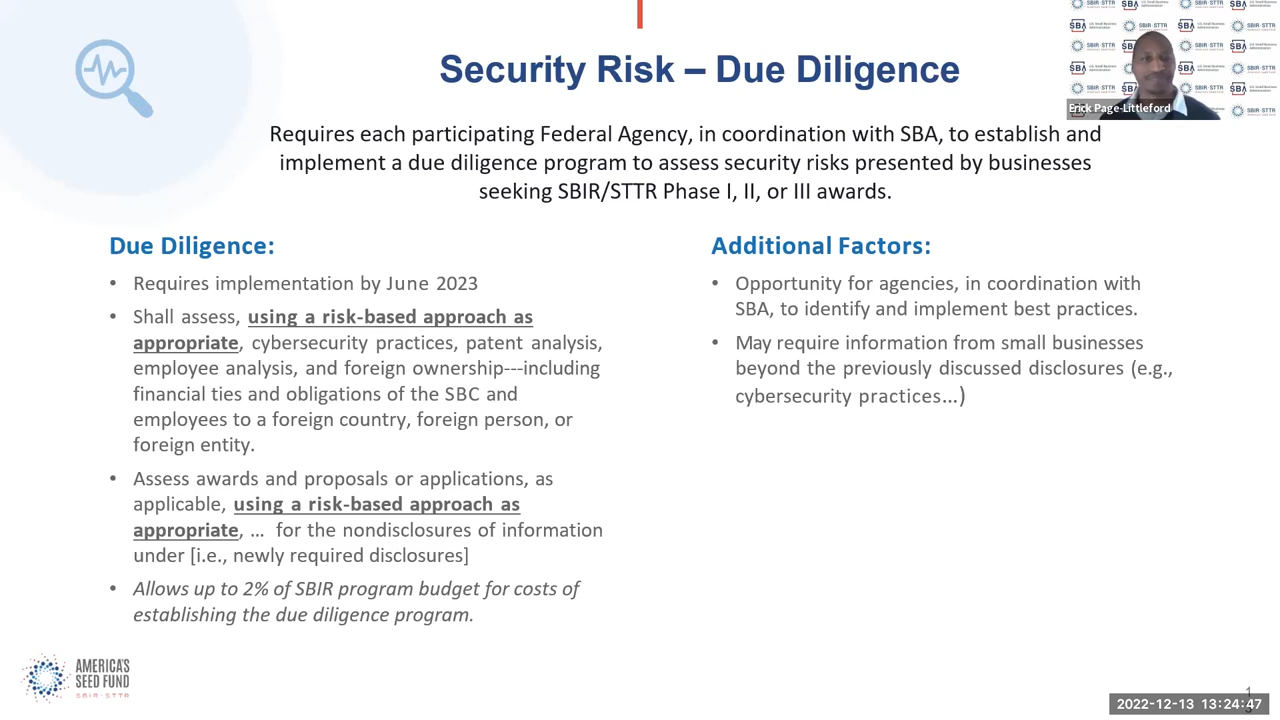 Security Risk – Due Diligence
Requires each participating Federal Agency, in coordination with SBA, to establish and
implement a due diligence program to assess security risks presented by businesses
seeking SBIR/STTR Phase I, II, or III awards.
Due Diligence:
• Requires implementation by June 2023
• Shall assess, using a risk-based approach as
appropriate, cybersecurity practices, patent analysis,
employee analysis, and foreign ownership---including
financial ties and obligations of the SBC and
employees to a foreign country, foreign person, or
foreign entity.
• Assess awards and proposals or applications, as
applicable, using a risk-based approach as
appropriate, … for the nondisclosures of information
under [i.e., newly required disclosures]
• Allows up to 2% of SBIR program budget for costs of
establishing the due diligence program.
Additional Factors:
• Opportunity for agencies, in coordination with
SBA, to identify and implement best practices.
• May require information from small businesses
beyond the previously discussed disclosures (e.g.,
cybersecurity practices…)
Erick Page-Littleford
AMERICA'S
SEED FUND
SBIR·STTR
2022-12-13 13:24:47